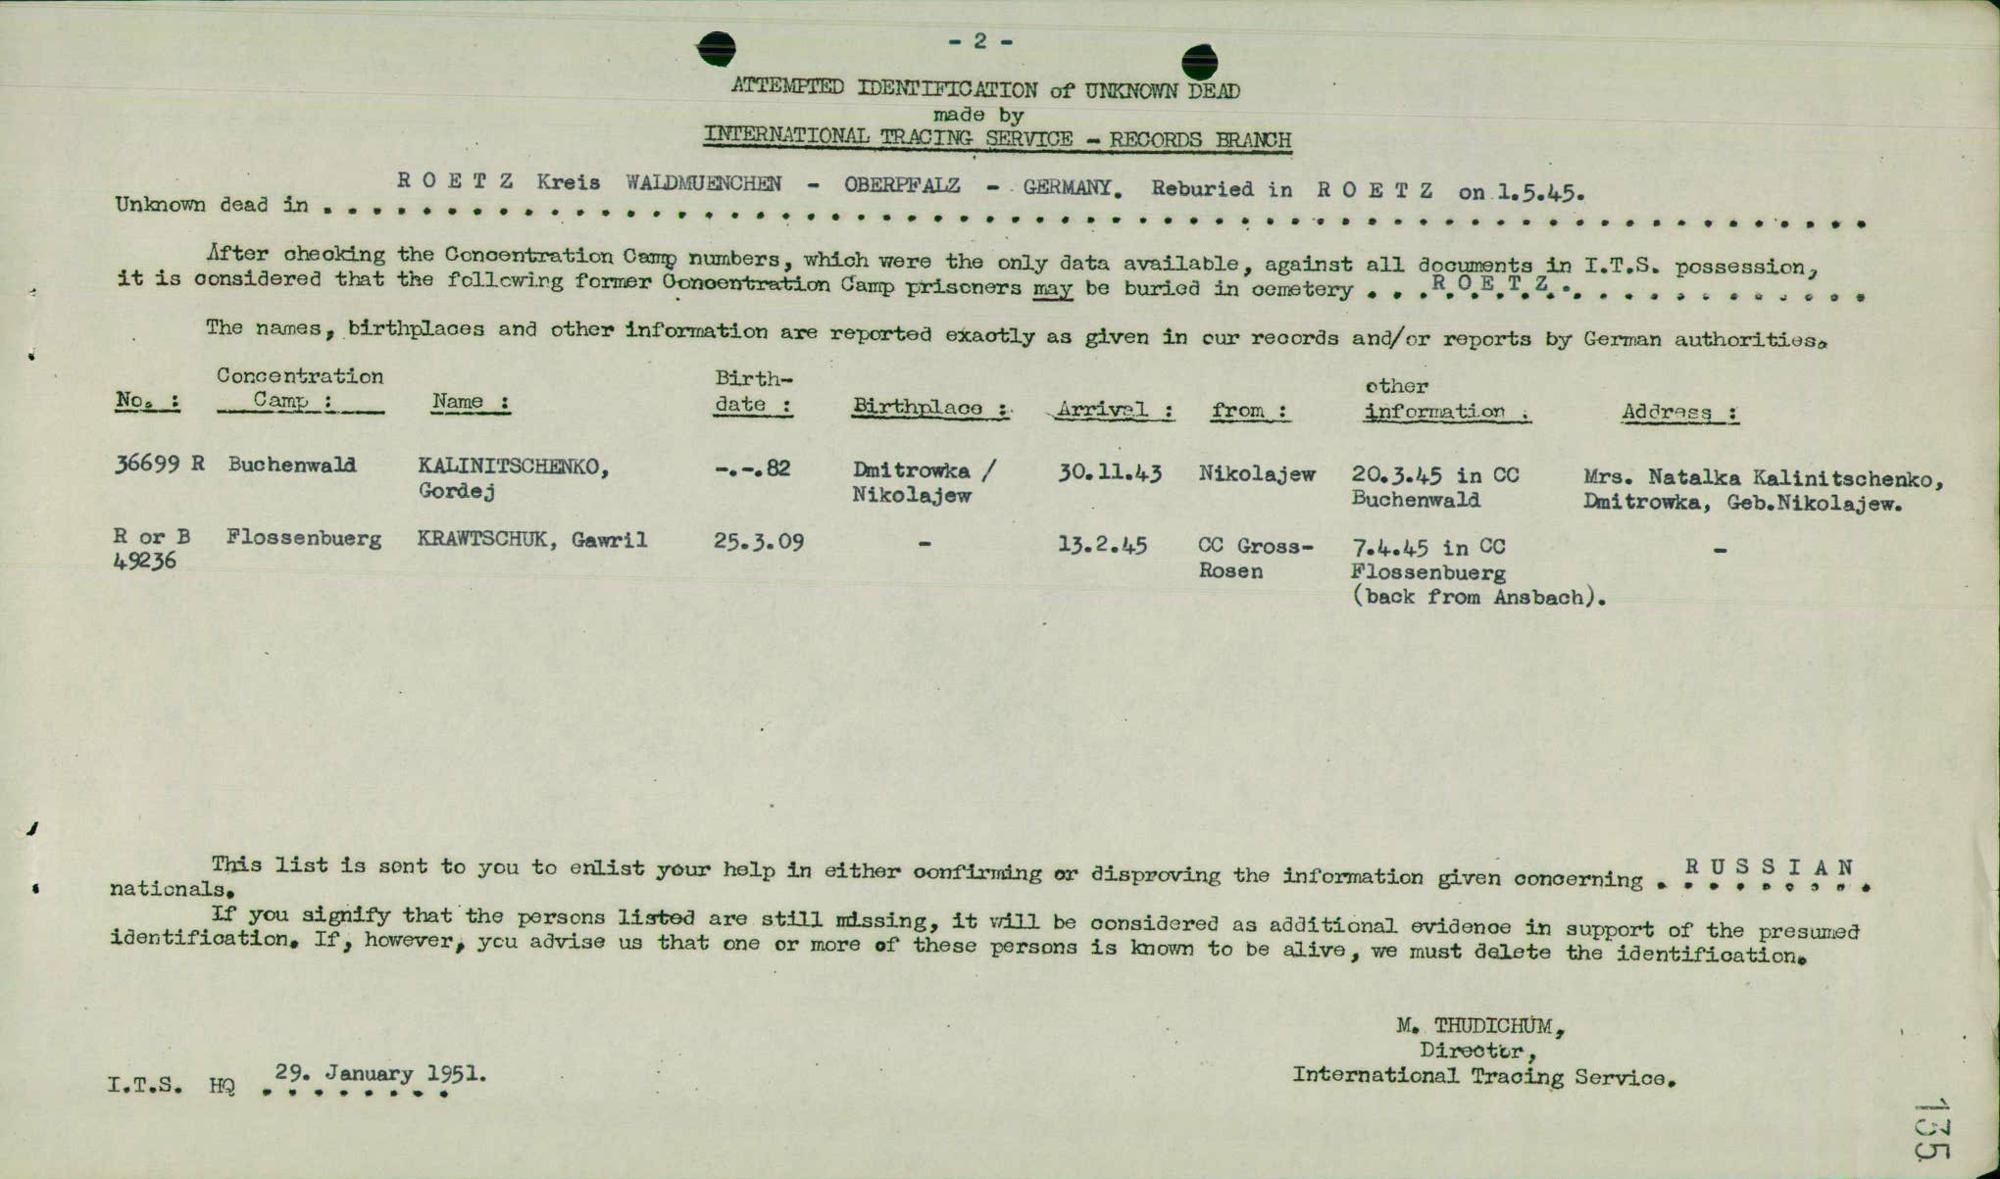 - 2 -
ATTEMPTED IDENTIFICATION of UNKNOWN DEAD
made by
INTERNATIONAL TRACING SERVICE - RECORDS BRANCH
R O E T Z Kreis WALDMUENCHEN - OBERPFALZ - GERMANY. Reburied in R O E T Z on 1.5.45.
Unknown dead in . . . . . . . . . . . . . . . . . . . . . . . . . . . . . . . . . . . . . . . . . . . . . . . . . . . . . . . . . . . . .
After checking the Concentration Camp numbers, which were the only data available, against all documents in I.T.S. possession,
it is considered that the following former Concentration Camp prisoners may be buried in cemetery . . . R O E T Z . . . . . . . . . . . . .
The names, birthplaces and other information are reported exactly as given in our records and/or reports by German authorities.
No. : Concentration Camp : Name : Birth-date : Birthplace : Arrival : from : other information : Address :
36699 R Buchenwald KALINITSCHENKO, -.-.82 Dmitrowka / 30.11.43 Nikolajew 20.3.45 in CC Mrs. Natalka Kalinitschenko,
Gordej Nikolajew Buchenwald Dmitrowka, Geb.Nikolajew.
R or B Flossenbuerg KRAWTSCHUK, Gawril 25.3.09 - 13.2.45 CC Gross- 7.4.45 in CC -
49236 Rosen Flossenbuerg
(back from Ansbach).
This list is sent to you to enlist your help in either confirming or disproving the information given concerning . R U S S I A N .
nationals.
If you signify that the persons listed are still missing, it will be considered as additional evidence in support of the presumed
identification. If, however, you advise us that one or more of these persons is known to be alive, we must delete the identification.
M. THUDICHUM,
Director,
International Tracing Service.
I.T.S. HQ 29. January 1951.
135